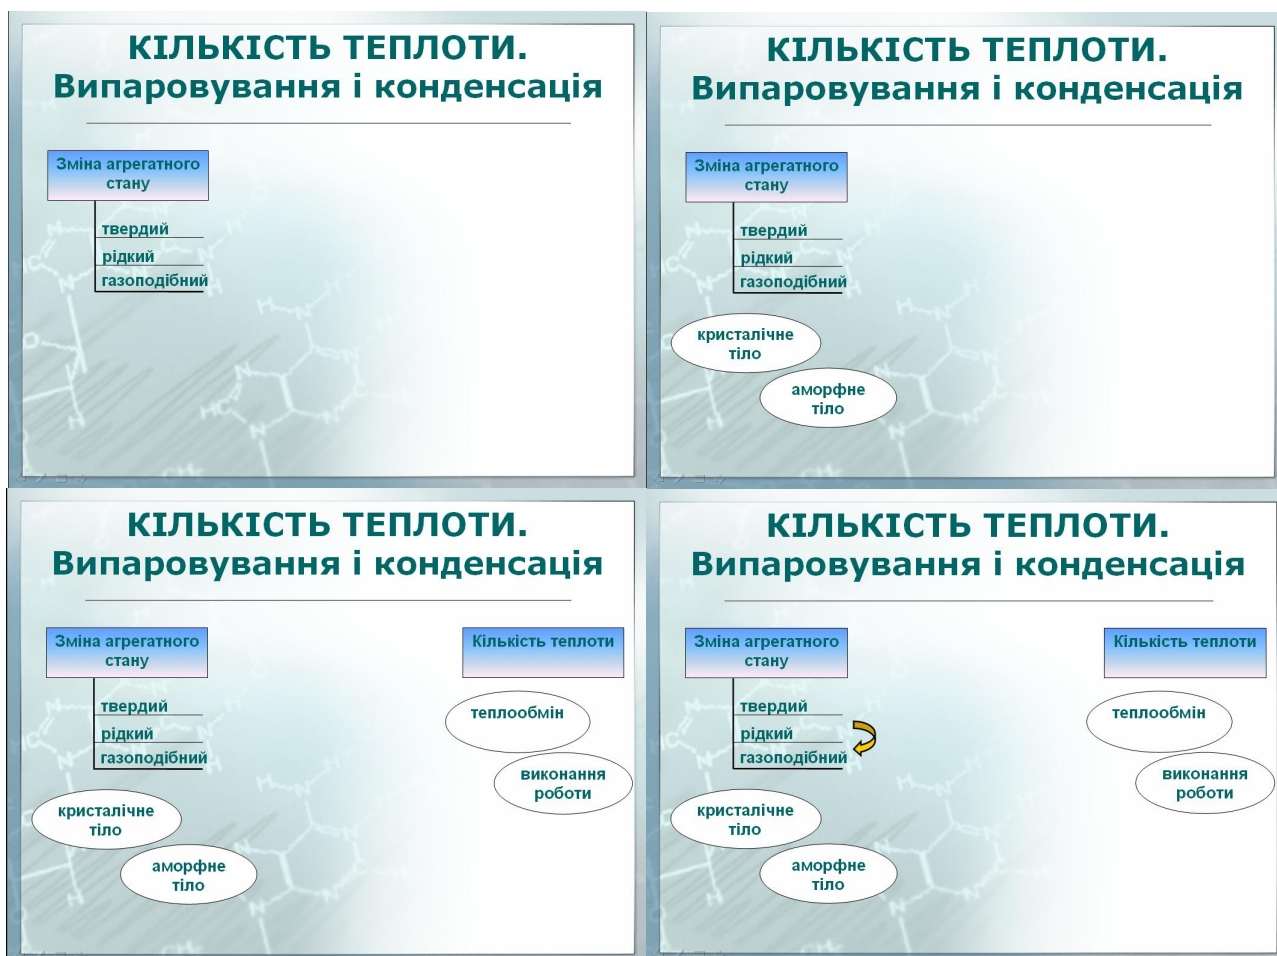 КІЛЬКІСТЬ ТЕПЛОТИ.
Випаровування і конденсація
Зміна агрегатного
стану
твердий
рідкий
газоподібний
КІЛЬКІСТЬ ТЕПЛОТИ.
Випаровування і конденсація
Зміна агрегатного
стану
твердий
рідкий
газоподібний
кристалічне
тіло
аморфне
тіло
КІЛЬКІСТЬ ТЕПЛОТИ.
Випаровування і конденсація
Зміна агрегатного
стану
твердий
рідкий
газоподібний
кристалічне
тіло
аморфне
тіло
Кількість теплоти
теплообмін
виконання
роботи
КІЛЬКІСТЬ ТЕПЛОТИ.
Випаровування і конденсація
Зміна агрегатного
стану
твердий
рідкий
газоподібний
кристалічне
тіло
аморфне
тіло
Кількість теплоти
теплообмін
виконання
роботи